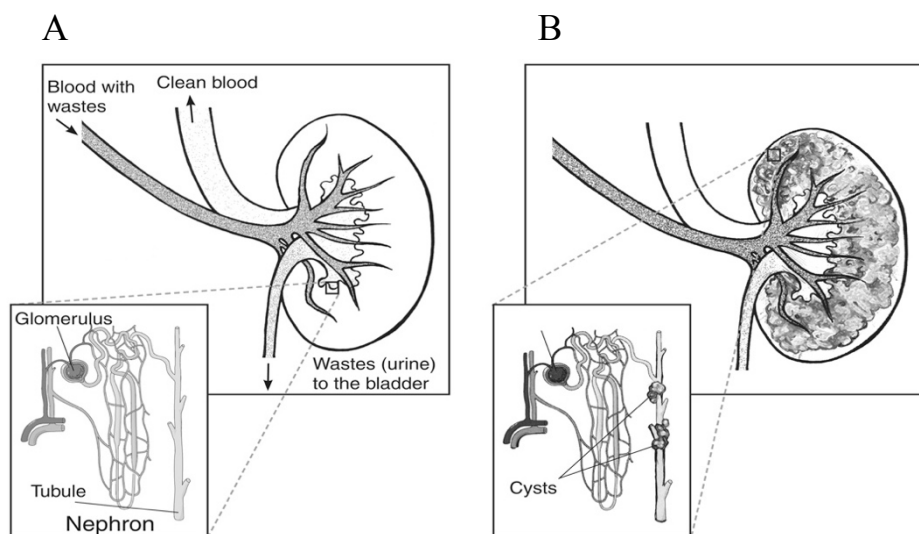 A
B
Blood with
wastes
Clean blood
Glomerulus
Wastes (urine)
to the bladder
Tubule
Nephron
Cysts